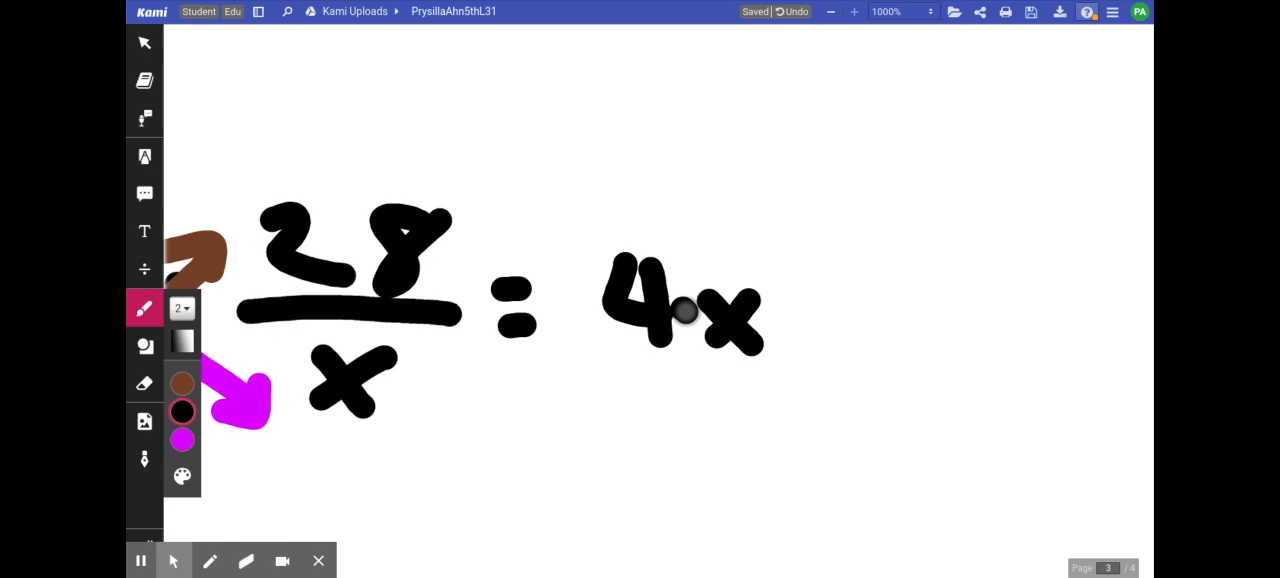 Kami Student Edu Kami Uploads PrysillaAhn5thL31 Saved Undo 1000% PA
28
= 4x
x
T
2
Page 3 / 4